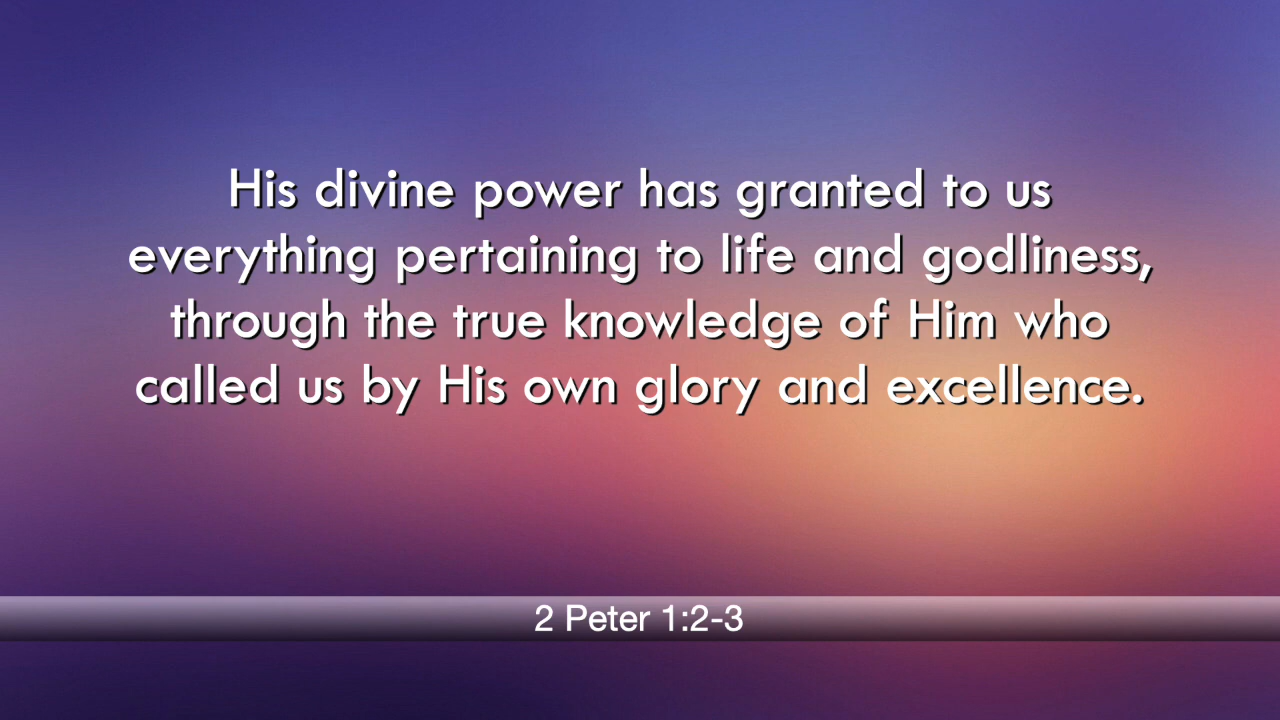 His divine power has granted to us
everything pertaining to life and godliness,
through the true knowledge of Him who
called us by His own glory and excellence.
2 Peter 1:2-3